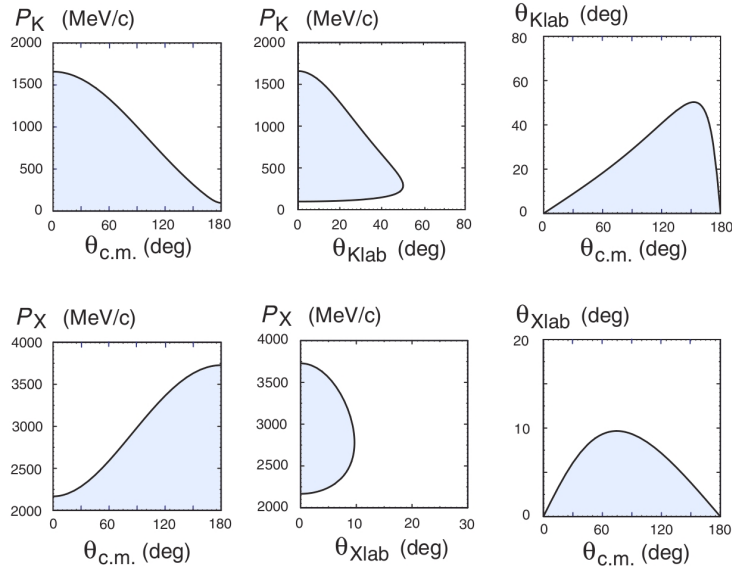 P_K (MeV/c)
2000
1500
1000
500
0
0 60 120 180
θ_c.m. (deg)
P_K (MeV/c)
2000
1500
1000
500
0
0 20 40 60 80
θ_Klab (deg)
θ_Klab (deg)
80
60
40
20
0
0 60 120 180
θ_c.m. (deg)
P_X (MeV/c)
4000
3500
3000
2500
2000
0 60 120 180
θ_c.m. (deg)
P_X (MeV/c)
4000
3500
3000
2500
2000
0 10 20 30
θ_Xlab (deg)
θ_Xlab (deg)
20
10
0
0 60 120 180
θ_c.m. (deg)